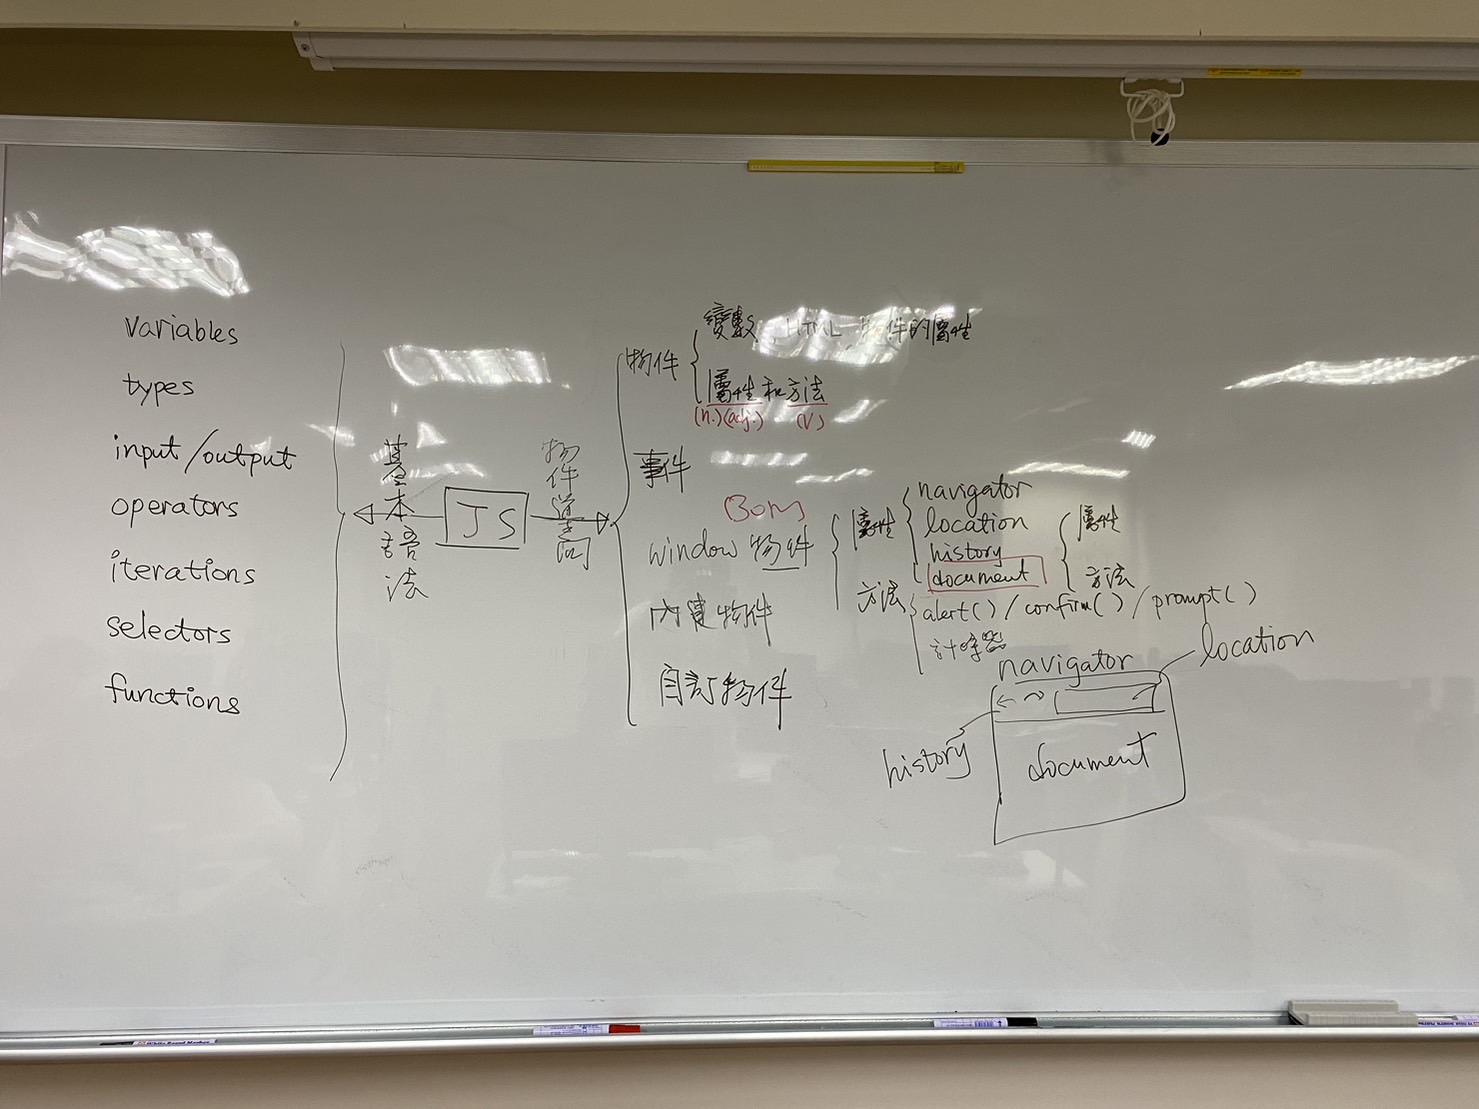 variables
types
input/output
operators
iterations
selectors
functions
基本語法
JS
物件
物件
變數、HTML 物件的屬性
屬性和方法
(n.)(adj.) (V)
事件
BOM
window 物件
內建物件
自訂物件
屬性
navigator
location
history
document
屬性
方法
方法
alert() / confirm() / prompt()
計時器
navigator
location
history
document
White Board Marker